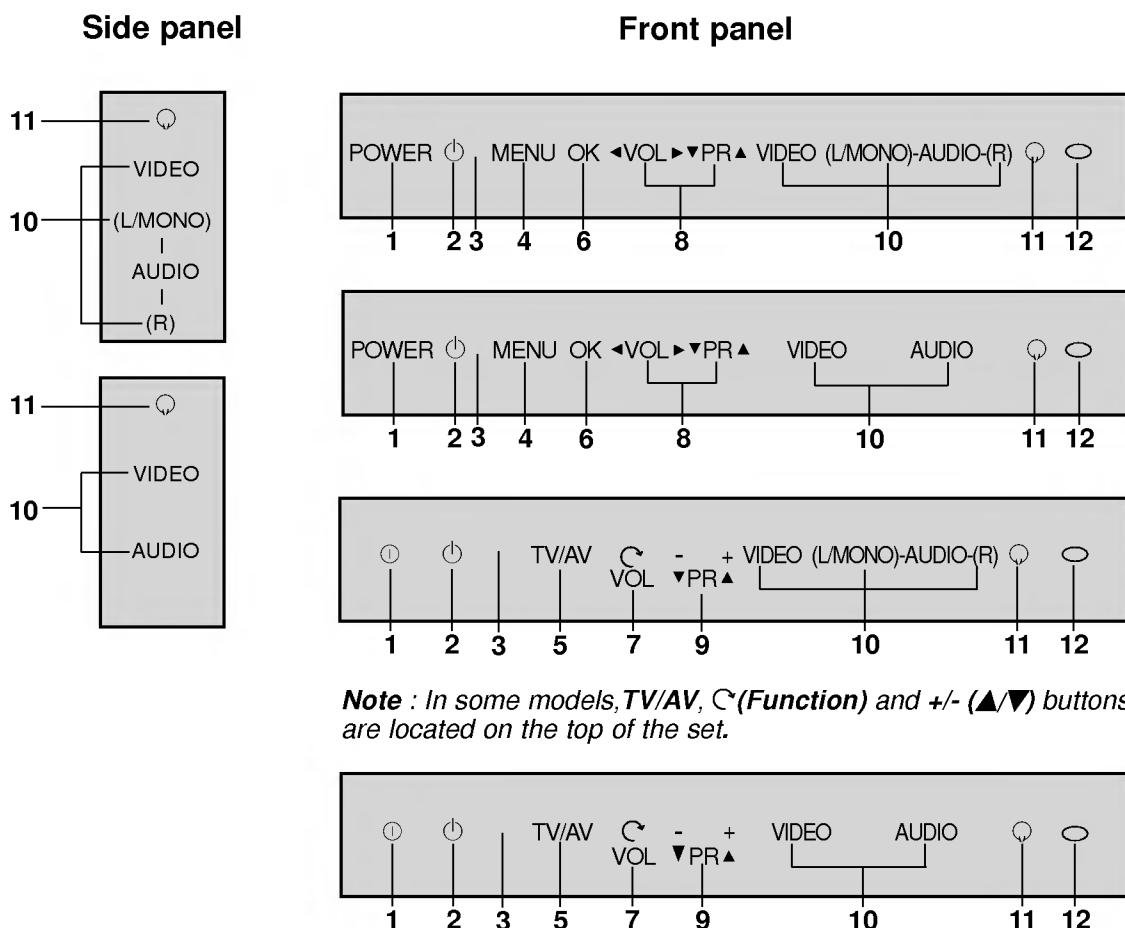 Side panel
11
VIDEO
10 (L/MONO)
AUDIO
(R)
11
VIDEO
10
AUDIO
Front panel
POWER MENU OK ◄VOL ►▼PR▲ VIDEO (L/MONO)-AUDIO-(R)
1 2 3 4 6 8 10 11 12
POWER MENU OK ◄VOL ►▼PR▲ VIDEO AUDIO
1 2 3 4 6 8 10 11 12
TV/AV - + VIDEO (L/MONO)-AUDIO-(R)
VOL ▼PR▲
1 2 3 5 7 9 10 11 12
Note : In some models, TV/AV, (Function) and +/- (▲/▼) buttons
are located on the top of the set.
TV/AV - + VIDEO AUDIO
VOL ▼PR▲
1 2 3 5 7 9 10 11 12